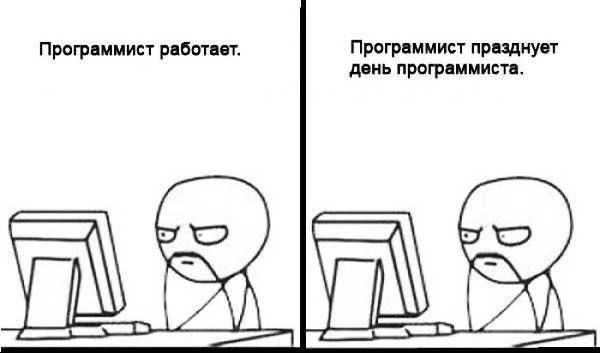 Программист работает.
Программист празднует
день программиста.